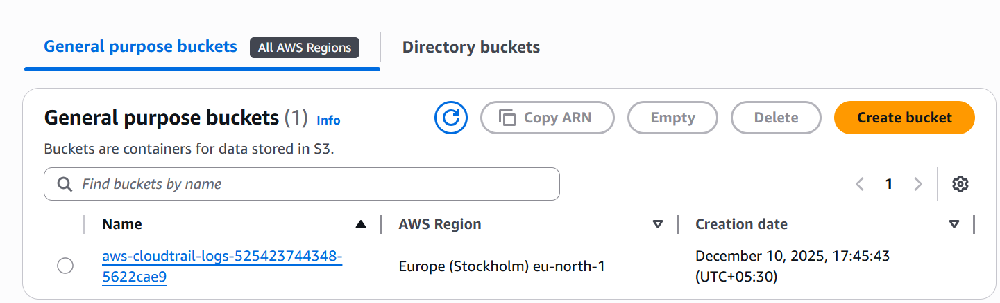 General purpose buckets All AWS Regions Directory buckets
General purpose buckets (1) Info Copy ARN Empty Delete Create bucket
Buckets are containers for data stored in S3.
Find buckets by name 1
Name AWS Region Creation date
aws-cloudtrail-logs-525423744348- Europe (Stockholm) eu-north-1 December 10, 2025, 17:45:43
5622cae9 (UTC+05:30)